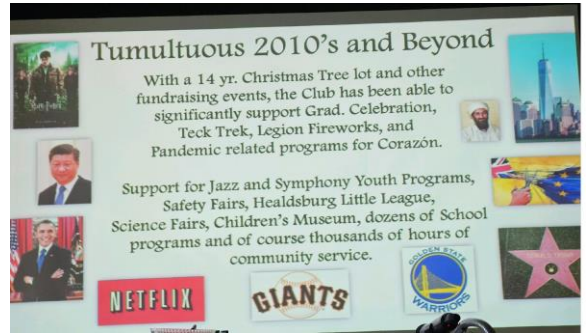 Tumultuous 2010's and Beyond
With a 14 yr. Christmas Tree lot and other
fundraising events, the Club has been able to
significantly support Grad. Celebration,
Teck Trek, Legion Fireworks, and
Pandemic related programs for Corazón.
Support for Jazz and Symphony Youth Programs,
Safety Fairs, Healdsburg Little League,
Science Fairs, Children's Museum, dozens of School
programs and of course thousands of hours of
community service.
NETFLIX
GIANTS
GOLDEN STATE
WARRIORS